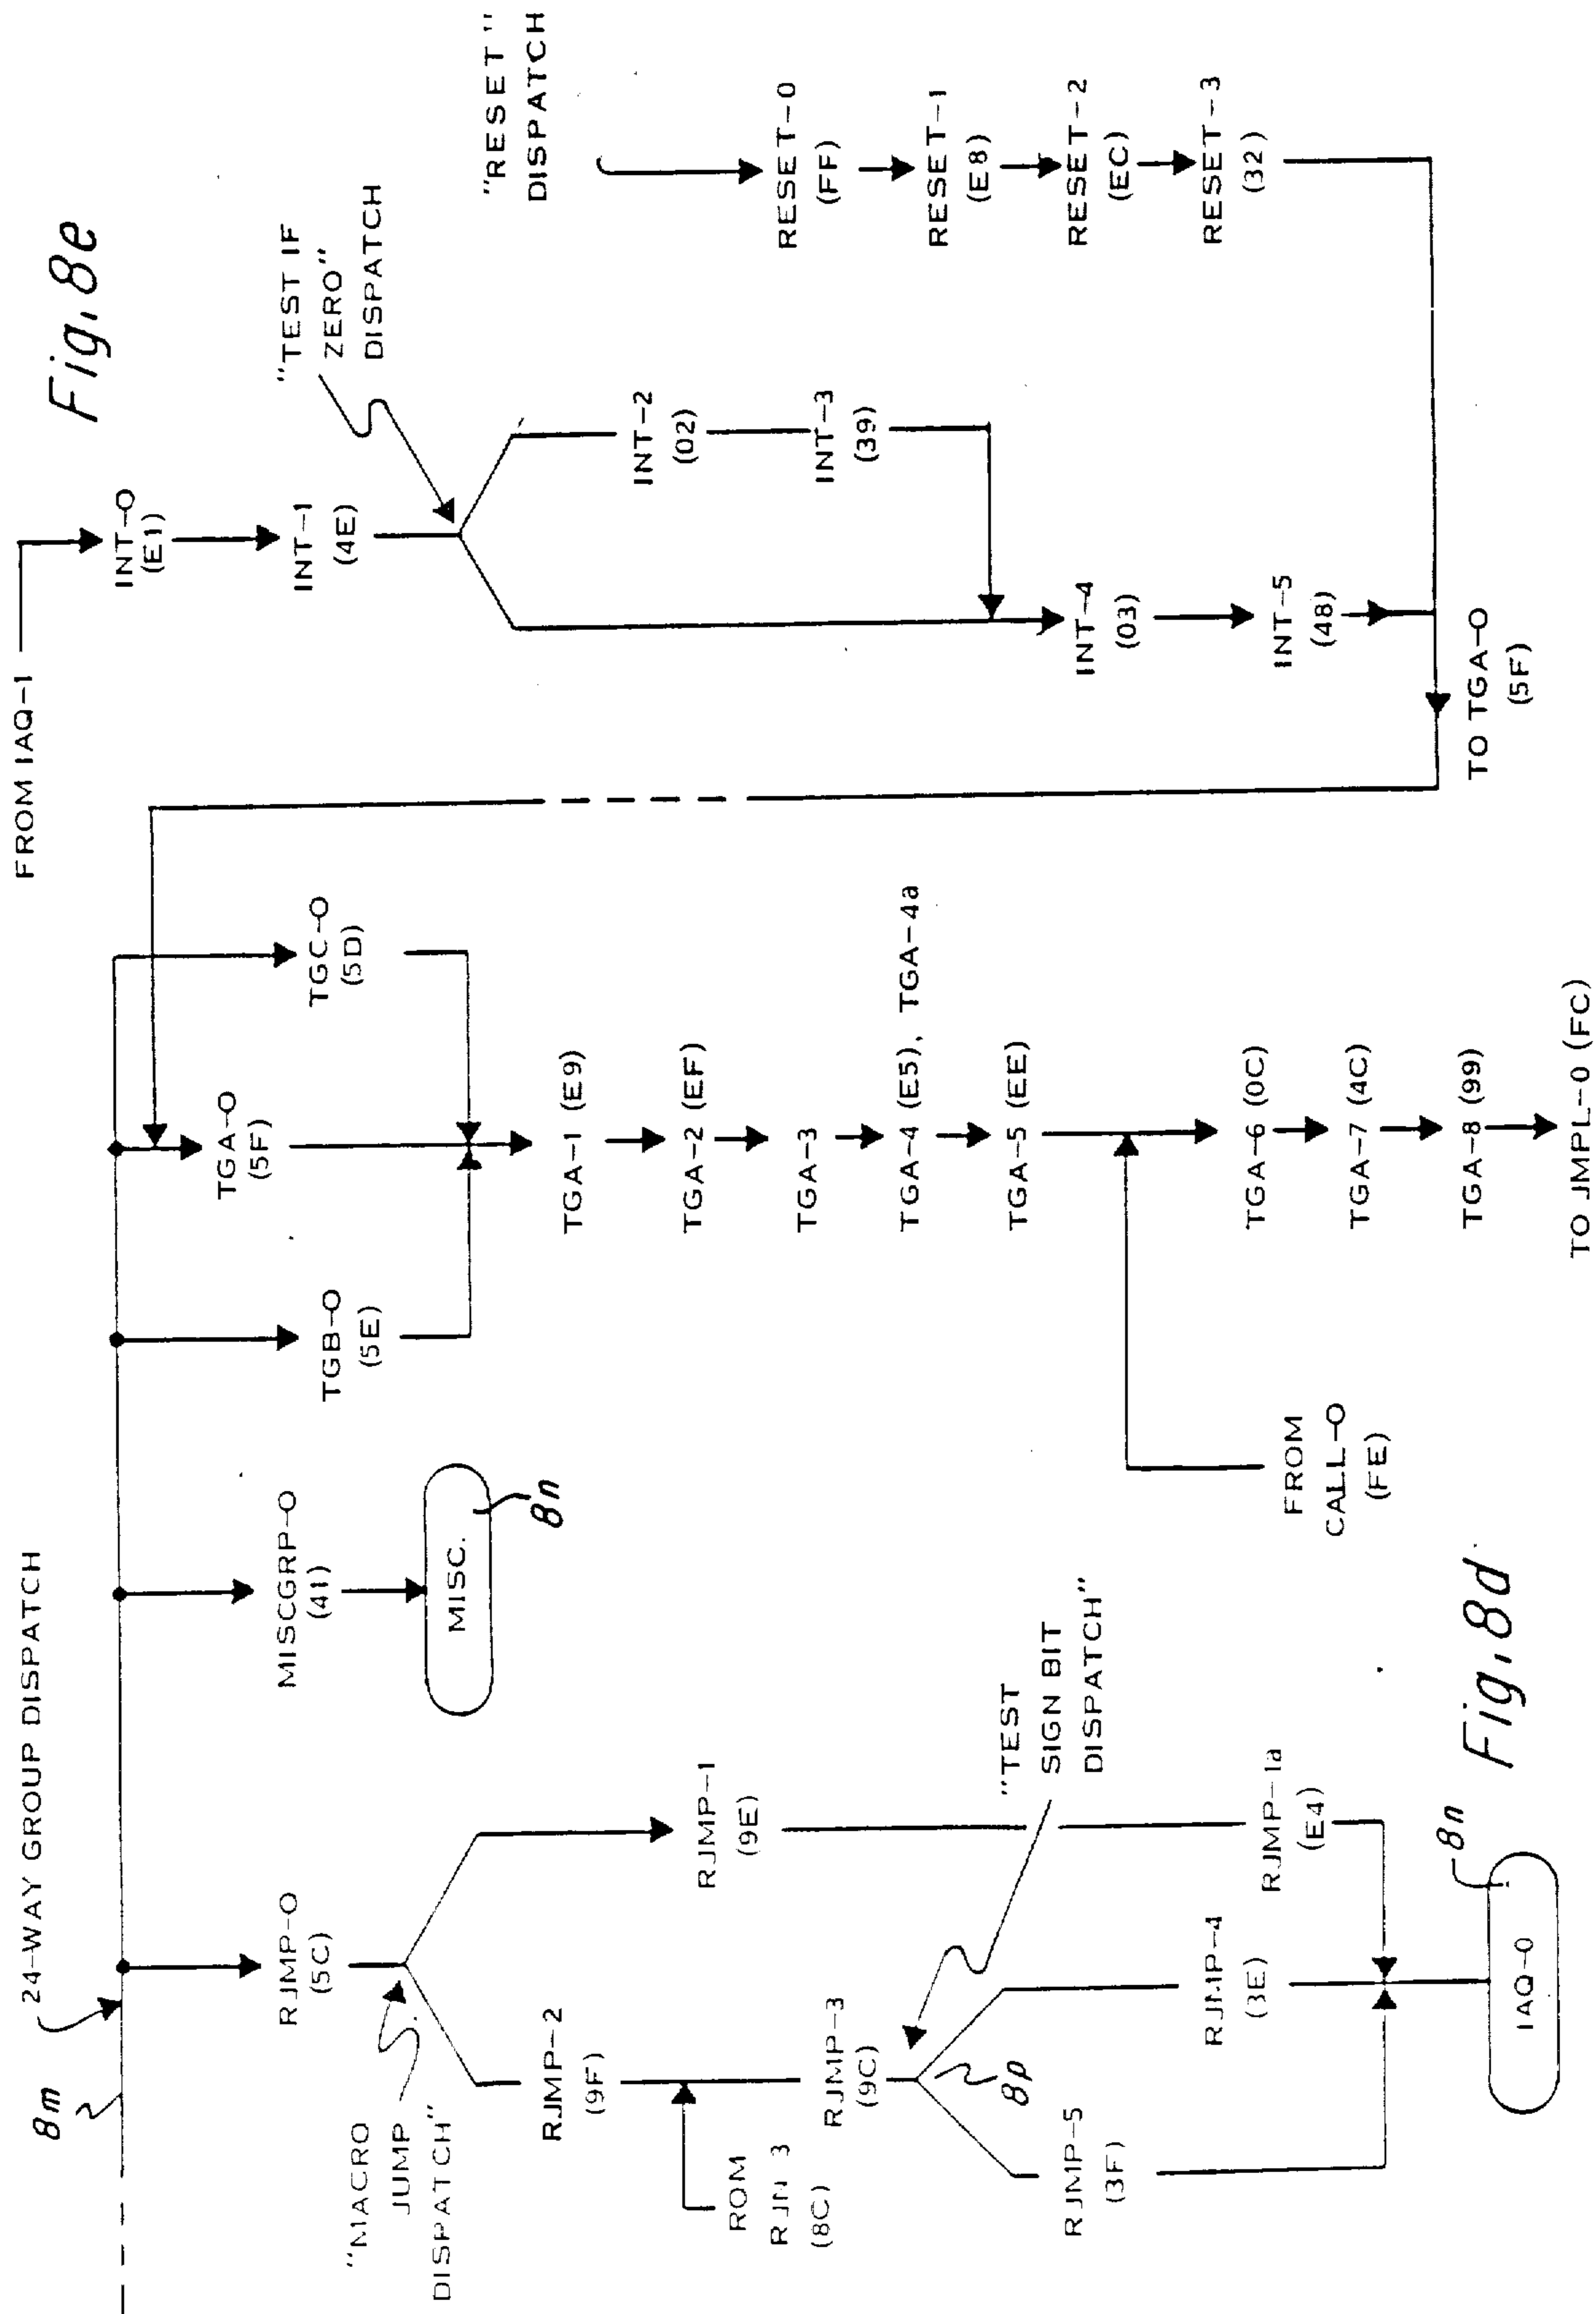 8m
24-WAY GROUP DISPATCH
RJMP-0
(5C)
"MACRO
JUMP
DISPATCH"
RJMP-2
(9F)
RJMP-1
(9E)
ROM
RJN 3
(8C)
RJMP-3
(9C)
8p
"TEST
SIGN BIT
DISPATCH"
RJMP-5
(3F)
RJMP-4
(3E)
RJMP-1a
(E4)
IAQ-0
8n
Fig. 8d
MISCGRP-0
(41)
MISC.
8n
TGB-0
(5E)
TGA-0
(5F)
TGC-0
(5D)
TGA-1 (E9)
TGA-2 (EF)
TGA-3
TGA-4 (E5), TGA-4a
TGA-5 (EE)
FROM
CALL-0
(FE)
TGA-6 (0C)
TGA-7 (4C)
TGA-8 (99)
TO JMPL-0 (FC)
Fig. 8e
FROM IAQ-1
INT-0
(E1)
INT-1
(4E)
"TEST IF
ZERO"
DISPATCH
INT-2
(02)
INT-3
(39)
INT-4
(03)
INT-5
(48)
TO TGA-0
(5F)
"RESET"
DISPATCH
RESET-0
(FF)
RESET-1
(E8)
RESET-2
(EC)
RESET-3
(32)